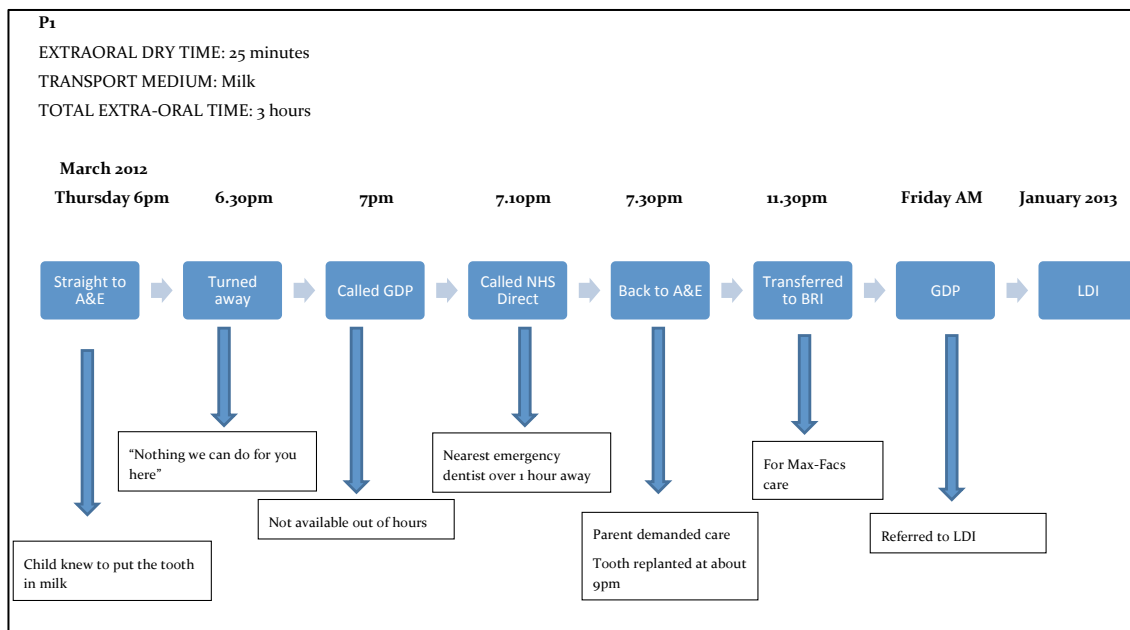 P1
EXTRAORAL DRY TIME: 25 minutes
TRANSPORT MEDIUM: Milk
TOTAL EXTRA-ORAL TIME: 3 hours
March 2012
Thursday 6pm 6.30pm 7pm 7.10pm 7.30pm 11.30pm Friday AM January 2013
Straight to
A&E
Turned
away
Called GDP
Called NHS
Direct
Back to A&E
Transferred
to BRI
GDP
LDI
“Nothing we can do for you
here”
Nearest emergency
dentist over 1 hour away
For Max-Facs
care
Not available out of hours
Parent demanded care
Tooth replanted at about
9pm
Referred to LDI
Child knew to put the tooth
in milk